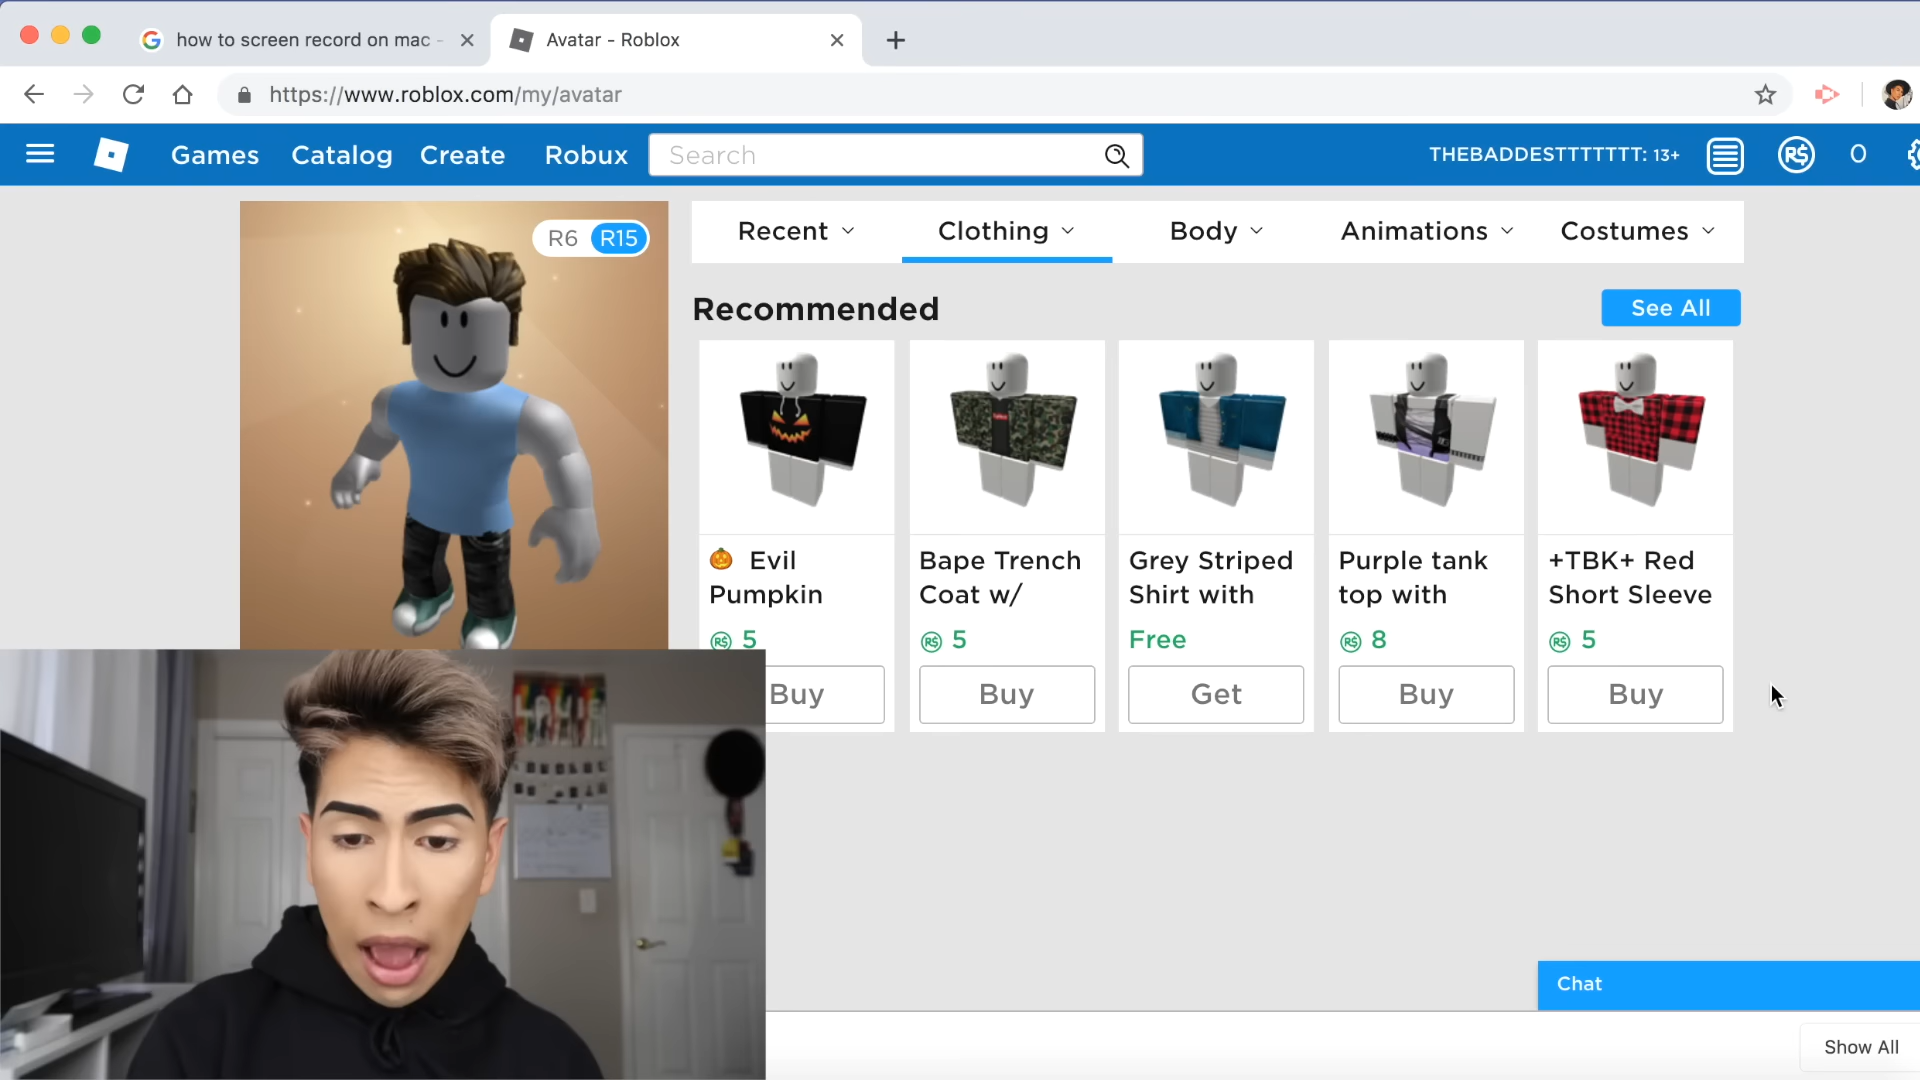 how to screen record on mac -
Avatar - Roblox
https://www.roblox.com/my/avatar
Games Catalog Create Robux Search THEBADDESTTTTTTT: 13+ R$ 0
R6 R15
Recent Clothing Body Animations Costumes
Recommended See All
🎃 Evil Pumpkin
R$ 5
Buy
Bape Trench Coat w/
R$ 5
Buy
Grey Striped Shirt with
Free
Get
Purple tank top with
R$ 8
Buy
+TBK+ Red Short Sleeve
R$ 5
Buy
Chat
Show All